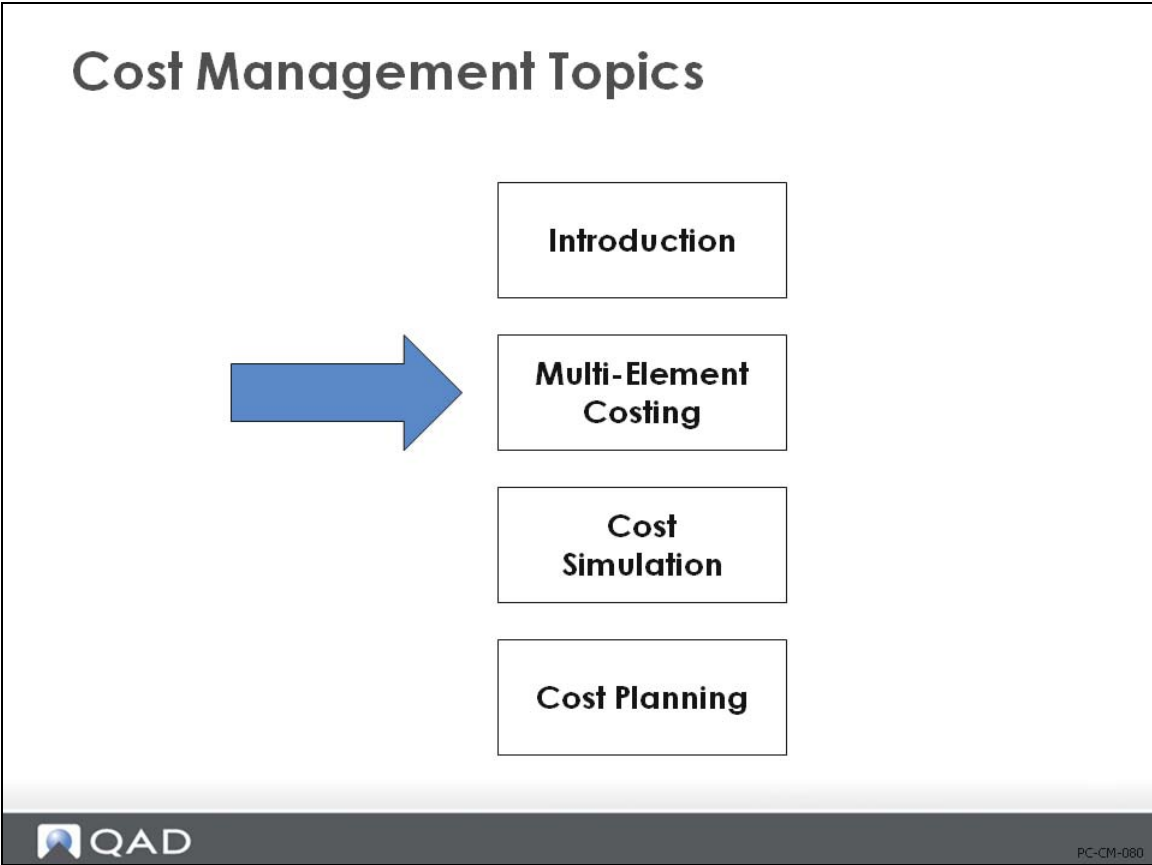 Cost Management Topics
Introduction
Multi-Element
Costing
Cost
Simulation
Cost Planning
QAD
PC-CM-080